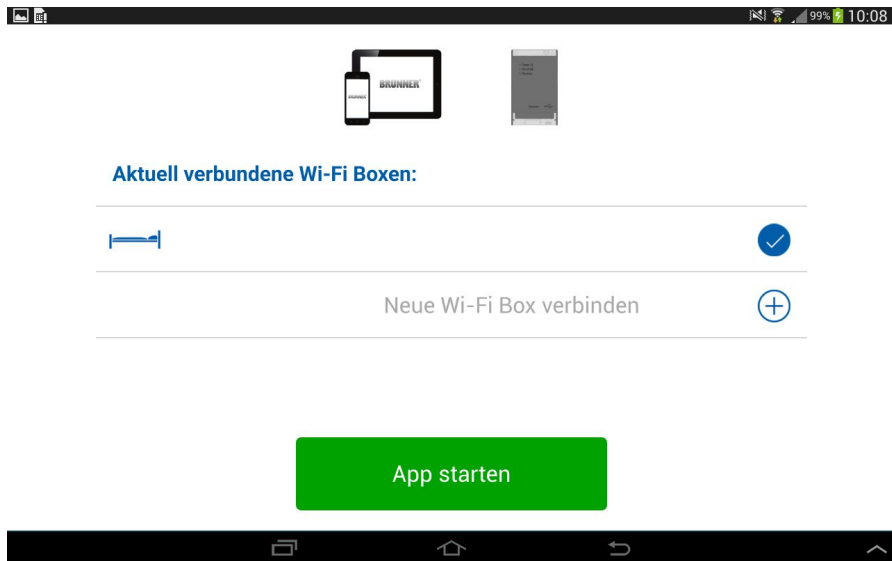 99% 10:08
BRUNNER
Aktuell verbundene Wi-Fi Boxen:
Neue Wi-Fi Box verbinden
App starten